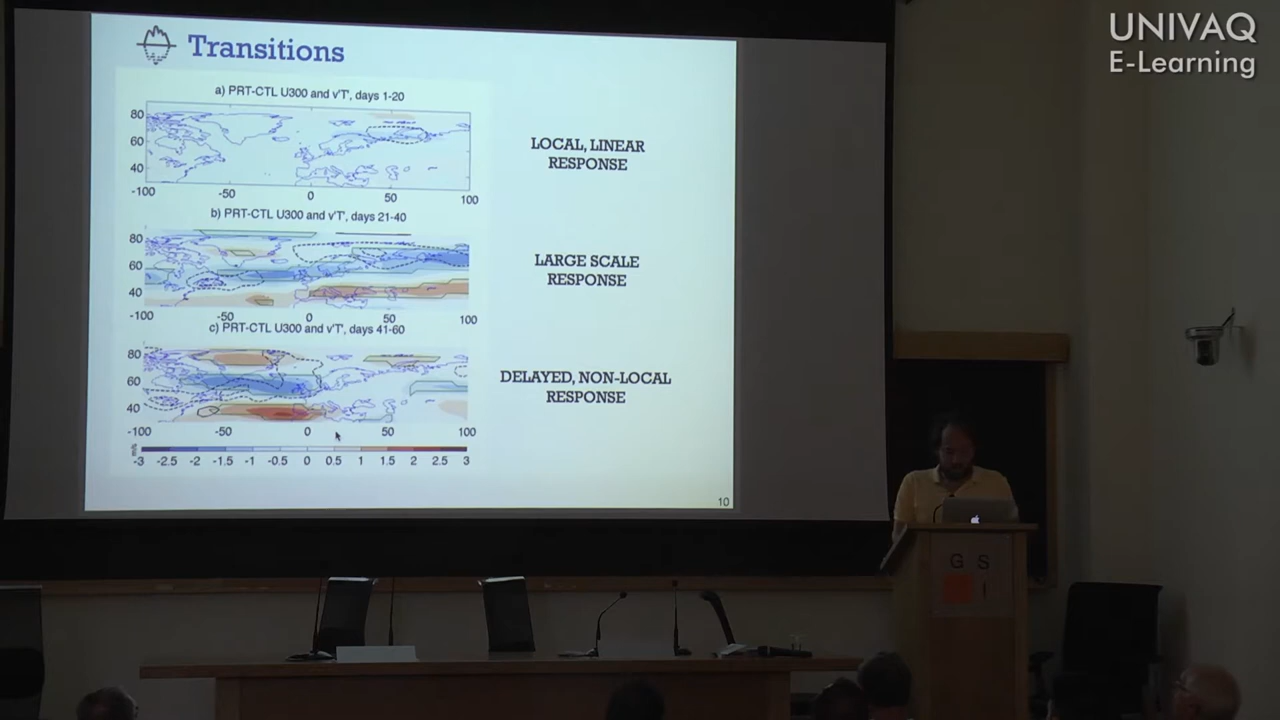 UNIVAQ
E-Learning
Transitions
a) PRT-CTL U300 and v'T', days 1-20
80
60
40
-100 -50 0 50 100
LOCAL, LINEAR
RESPONSE
b) PRT-CTL U300 and v'T', days 21-40
80
60
40
-100 -50 0 50 100
LARGE SCALE
RESPONSE
c) PRT-CTL U300 and v'T', days 41-60
80
60
40
-100 -50 0 50 100
DELAYED, NON-LOCAL
RESPONSE
m/s
-3 -2.5 -2 -1.5 -1 -0.5 0 0.5 1 1.5 2 2.5 3
10
G S
I